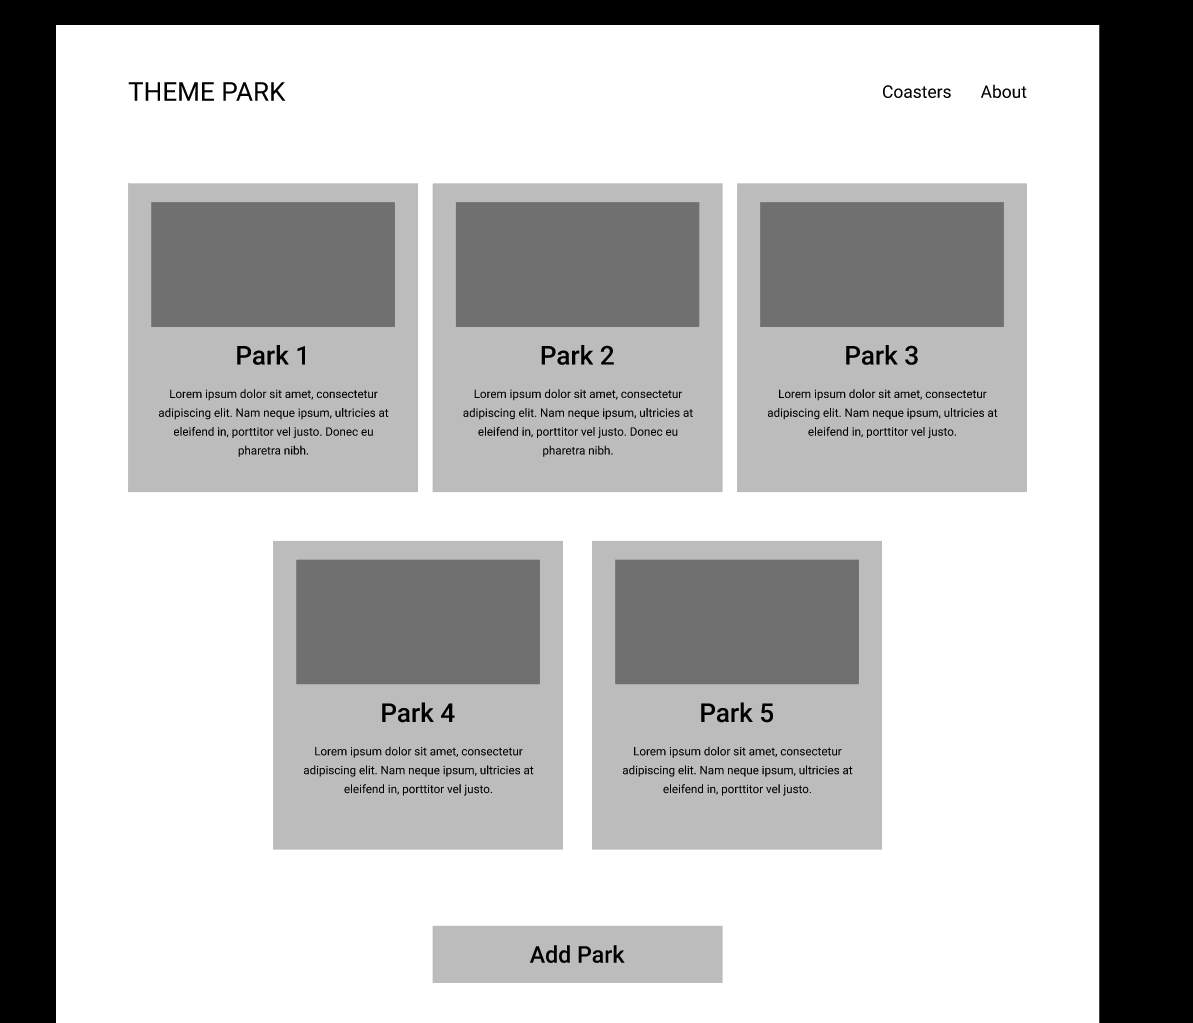 THEME PARK
Coasters
About
Park 1
Lorem ipsum dolor sit amet, consectetur
adipiscing elit. Nam neque ipsum, ultricies at
eleifend in, porttitor vel justo. Donec eu
pharetra nibh.
Park 2
Lorem ipsum dolor sit amet, consectetur
adipiscing elit. Nam neque ipsum, ultricies at
eleifend in, porttitor vel justo. Donec eu
pharetra nibh.
Park 3
Lorem ipsum dolor sit amet, consectetur
adipiscing elit. Nam neque ipsum, ultricies at
eleifend in, porttitor vel justo.
Park 4
Lorem ipsum dolor sit amet, consectetur
adipiscing elit. Nam neque ipsum, ultricies at
eleifend in, porttitor vel justo.
Park 5
Lorem ipsum dolor sit amet, consectetur
adipiscing elit. Nam neque ipsum, ultricies at
eleifend in, porttitor vel justo.
Add Park